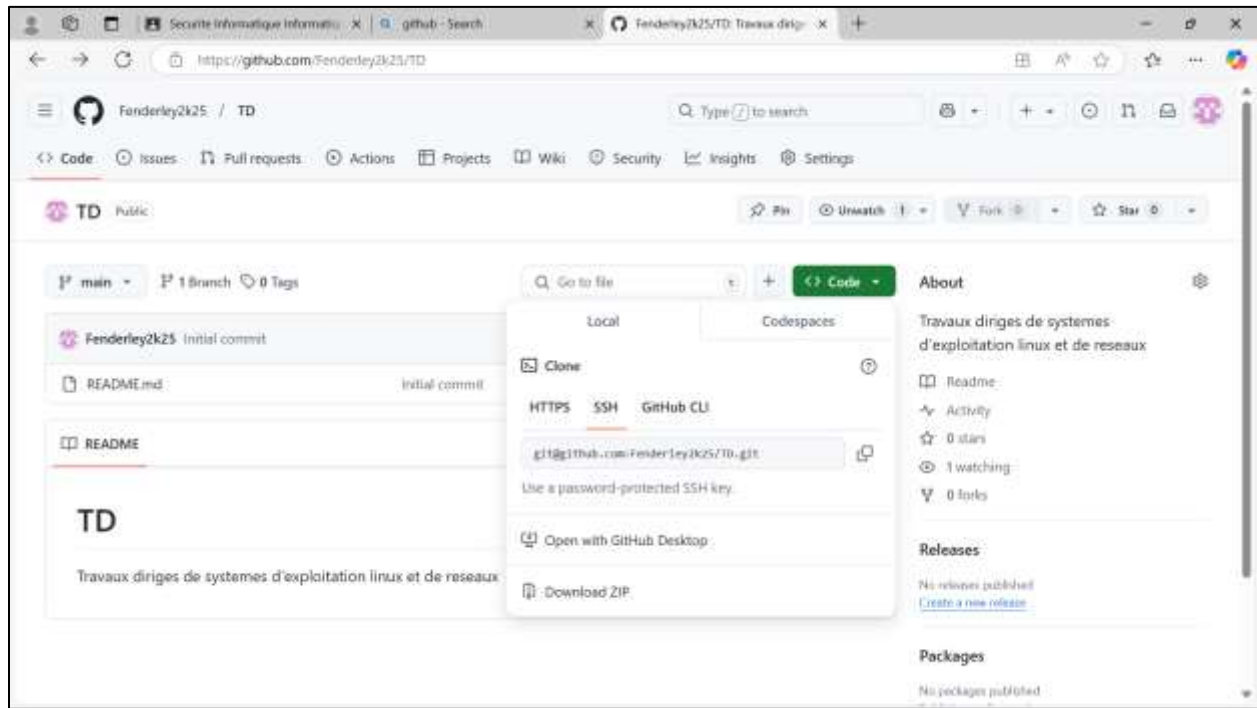 Securite Informatique Informatiq
github - Search
Fenderley2k25/TD: Travaux dirig
https://github.com/Fenderley2k25/TD
Fenderley2k25 / TD
Type / to search
Code Issues Pull requests Actions Projects Wiki Security Insights Settings
TD Public
Pin Unwatch 1 Fork 0 Star 0
main 1 Branch 0 Tags
Go to file t
Code
Local Codespaces
Fenderley2k25 Initial commit
README.md Initial commit
Clone
HTTPS SSH GitHub CLI
git@github.com:Fenderley2k25/TD.git
Use a password-protected SSH key.
Open with GitHub Desktop
Download ZIP
README
TD
Travaux diriges de systemes d'exploitation linux et de reseaux
About
Travaux diriges de systemes
d'exploitation linux et de reseaux
Readme
Activity
0 stars
1 watching
0 forks
Releases
No releases published
Create a new release
Packages
No packages published